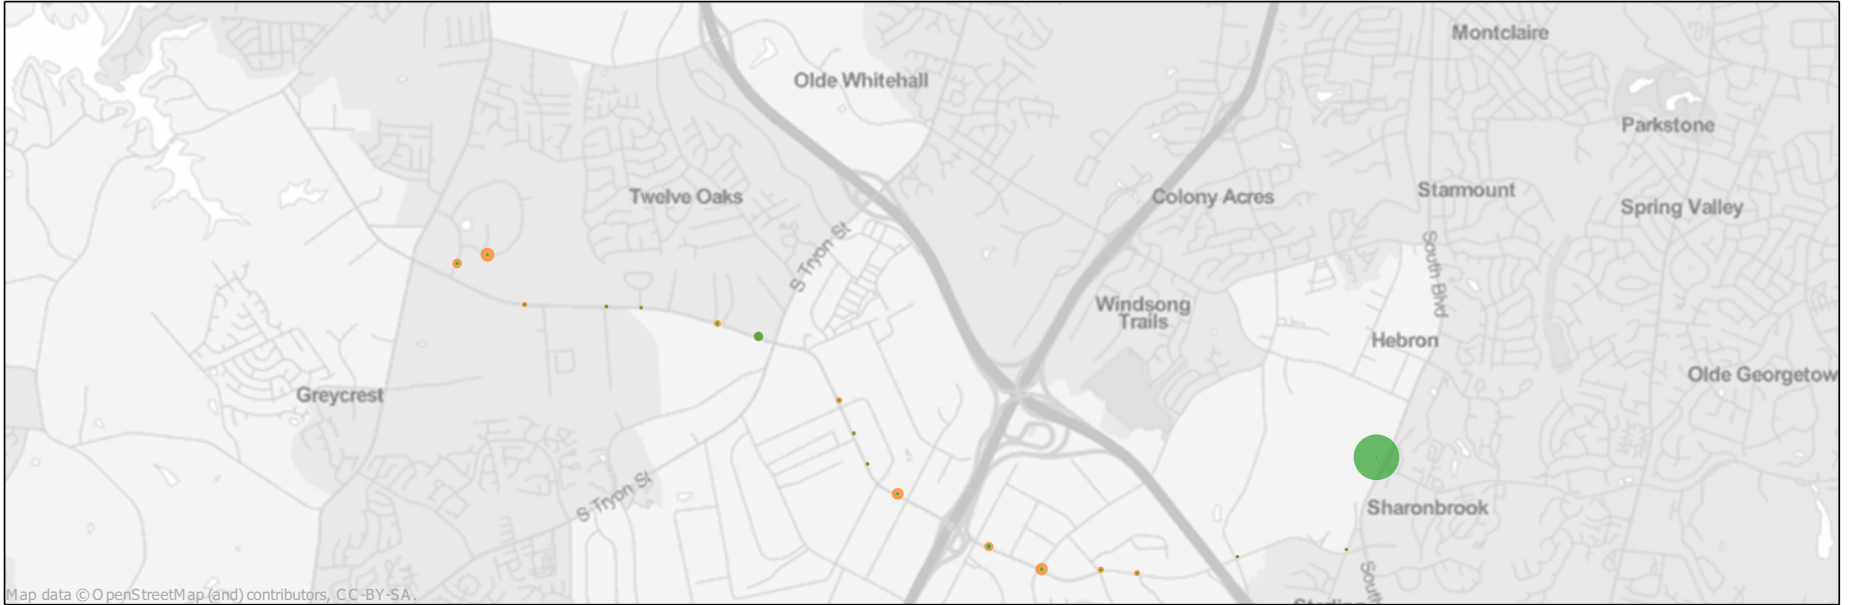 Montclaire
Olde Whitehall
Parkstone
Twelve Oaks
Colony Acres
Starmount
Spring Valley
S Tryon St
South Blvd
Windsong
Trails
Hebron
Olde Georgetow
Greycrest
S Tryon St
Sharonbrook
South
Map data © OpenStreetMap (and) contributors, CC-BY-SA.